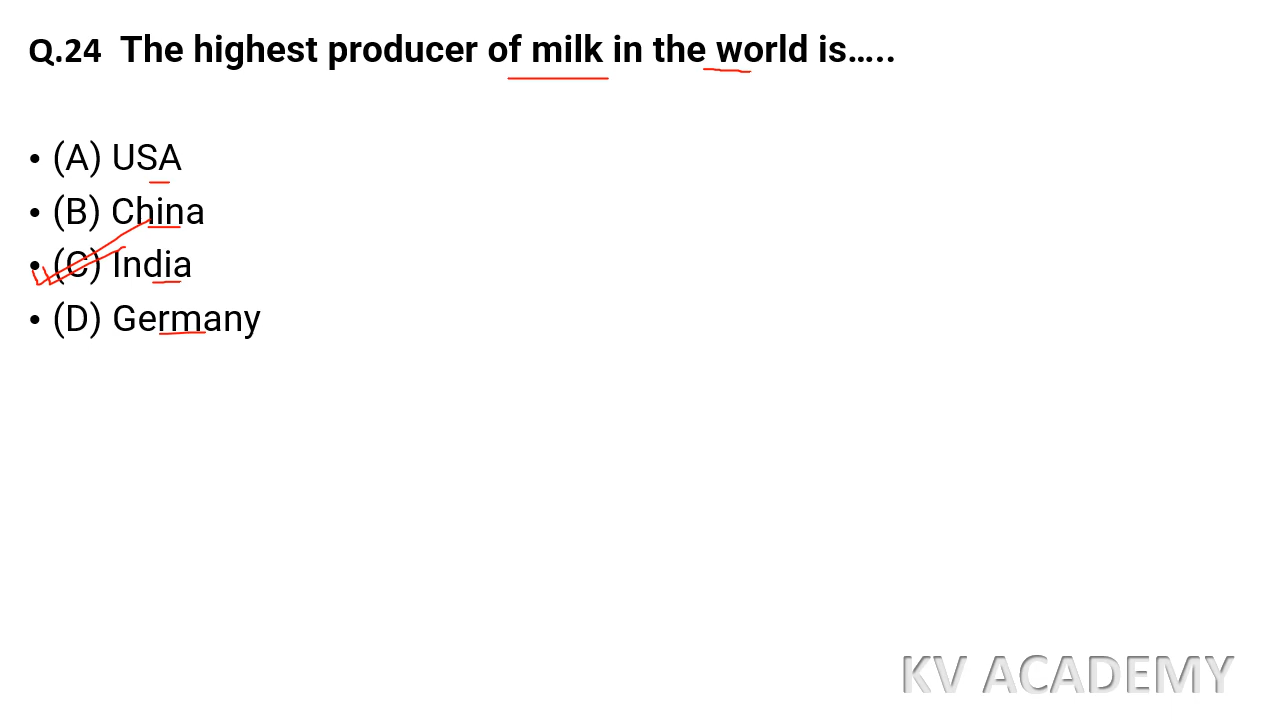 Q.24 The highest producer of milk in the world is.....
• (A) USA
• (B) China
• (C) India
• (D) Germany
KV ACADEMY